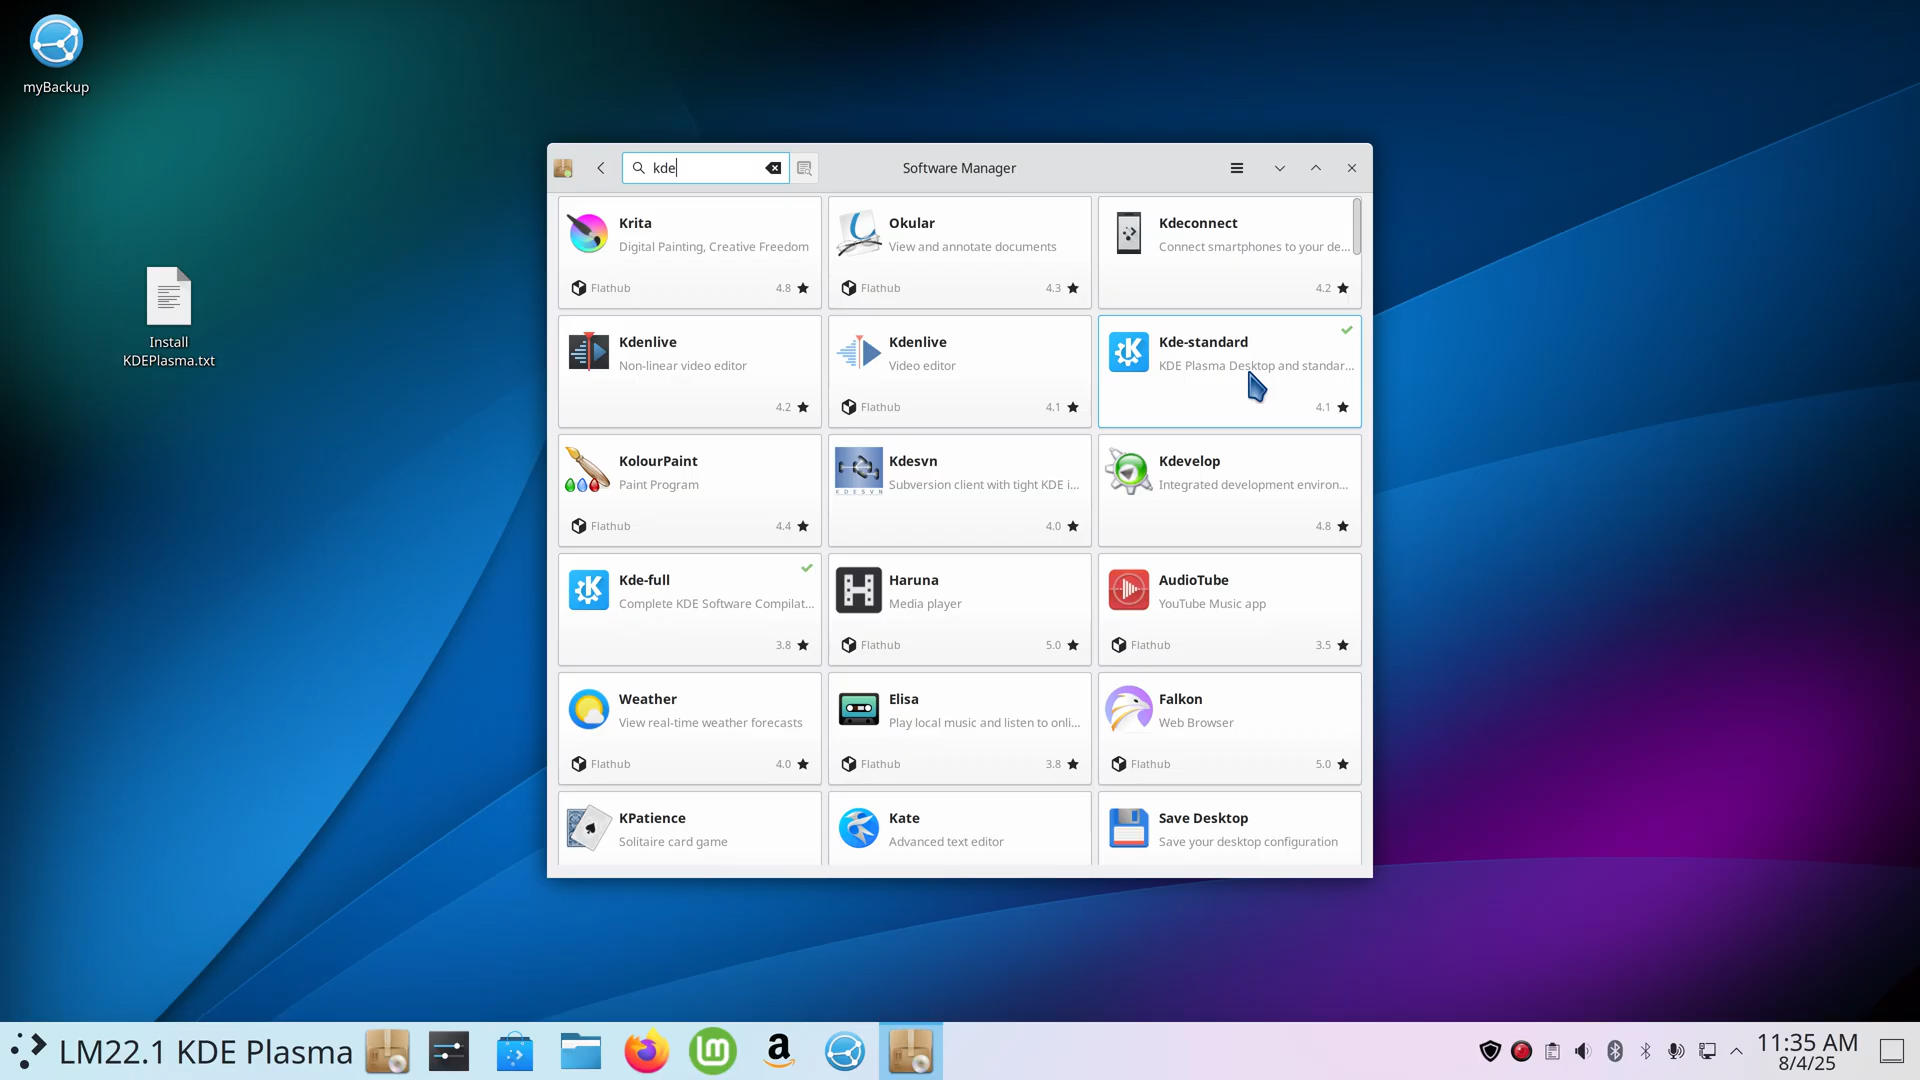 myBackup
Install
KDEPlasma.txt
kde
Software Manager
Krita
Digital Painting, Creative Freedom
Flathub
4.8
Okular
View and annotate documents
Flathub
4.3
Kdeconnect
Connect smartphones to your de...
4.2
Kdenlive
Non-linear video editor
4.2
Kdenlive
Video editor
Flathub
4.1
Kde-standard
KDE Plasma Desktop and standar...
4.1
KolourPaint
Paint Program
Flathub
4.4
Kdesvn
KDESVN
Subversion client with tight KDE i...
4.0
Kdevelop
Integrated development environ...
4.8
Kde-full
Complete KDE Software Compilat...
3.8
Haruna
Media player
Flathub
5.0
AudioTube
YouTube Music app
Flathub
3.5
Weather
View real-time weather forecasts
Flathub
4.0
Elisa
Play local music and listen to onli...
Flathub
3.8
Falkon
Web Browser
Flathub
5.0
KPatience
Solitaire card game
Kate
Advanced text editor
Save Desktop
Save your desktop configuration
LM22.1 KDE Plasma
11:35 AM
8/4/25